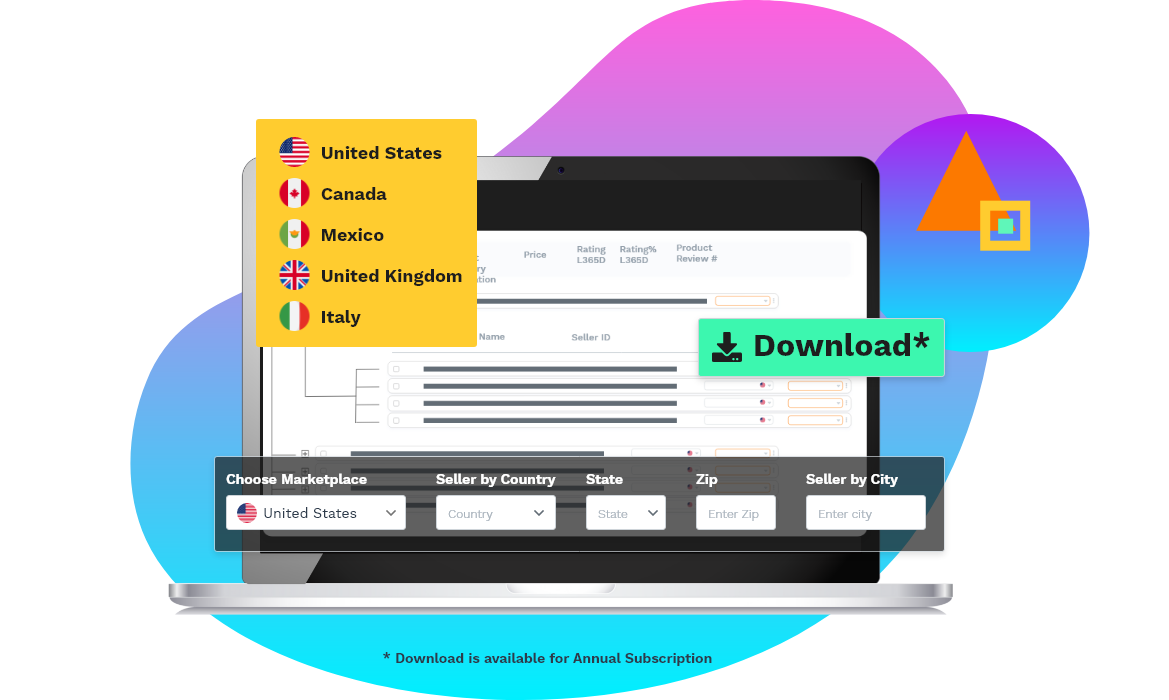 United States
Canada
Mexico
United Kingdom
Italy
Price
Rating
L365D
Rating%
L365D
Product
Review #
Name
Seller ID
Download*
Choose Marketplace
Seller by Country
State
Zip
Seller by City
United States
Country
State
Enter Zip
Enter city
* Download is available for Annual Subscription